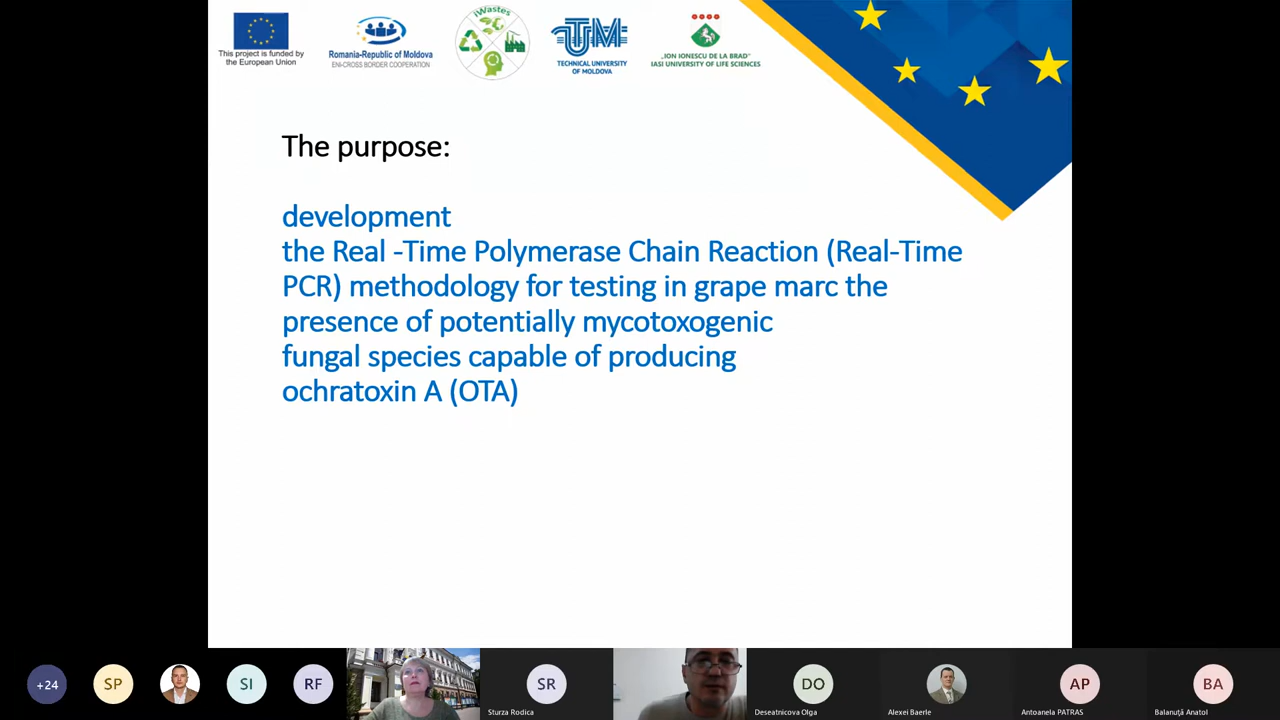 This project is funded by
the European Union
Romania-Republic of Moldova
ENI-CROSS BORDER COOPERATION
iWastes
UTM
TECHNICAL UNIVERSITY
OF MOLDOVA
„ION IONESCU DE LA BRAD"
IASI UNIVERSITY OF LIFE SCIENCES
The purpose:
development
the Real -Time Polymerase Chain Reaction (Real-Time
PCR) methodology for testing in grape marc the
presence of potentially mycotoxogenic
fungal species capable of producing
ochratoxin A (OTA)
+24
SP
SI
RF
SR
Sturza Rodica
DO
Deseatnicova Olga
Alexei Baerle
AP
Antoanela PATRAS
BA
Balanuță Anatol